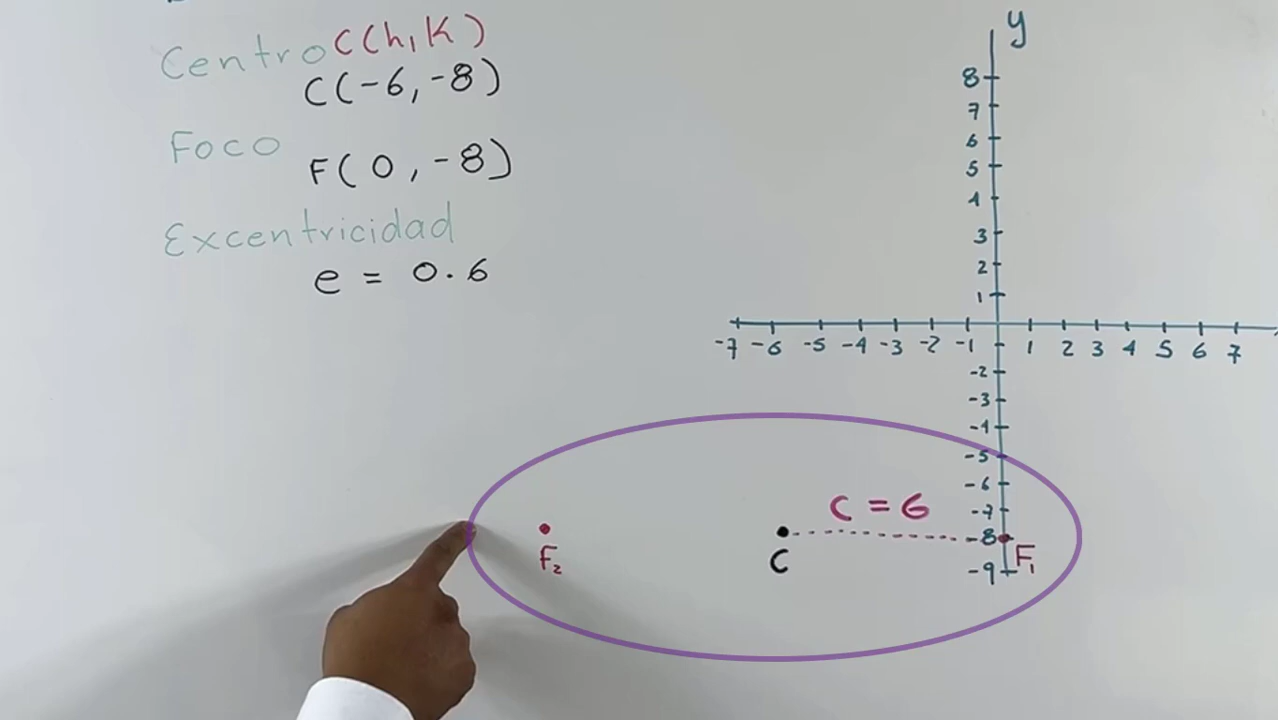 Centro C(h,K)
C(-6,-8)
Foco
F(0,-8)
Excentricidad
e = 0.6
y
8
7
6
5
4
3
2
1
-7 -6 -5 -4 -3 -2 -1 1 2 3 4 5 6 7
-2
-3
-4
-5
-6
-7
-8
-9
C = 6
F₂
C
F₁